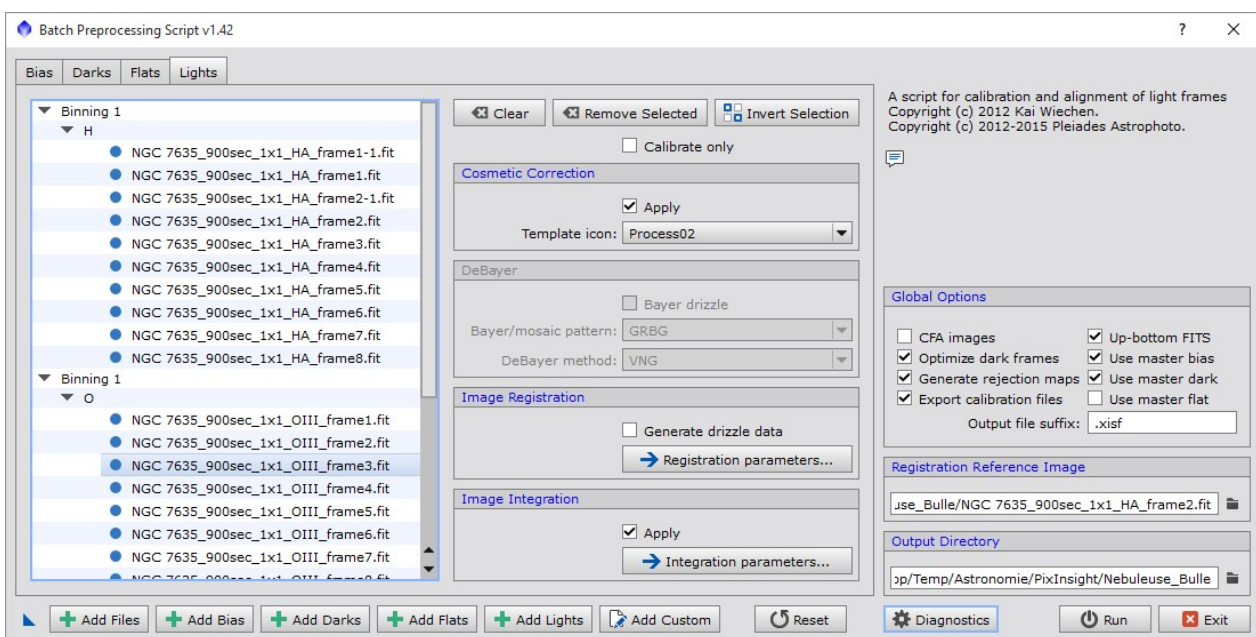 Batch Preprocessing Script v1.42
Bias Darks Flats Lights
Binning 1
H
NGC 7635_900sec_1x1_HA_frame1-1.fit
NGC 7635_900sec_1x1_HA_frame1.fit
NGC 7635_900sec_1x1_HA_frame2-1.fit
NGC 7635_900sec_1x1_HA_frame2.fit
NGC 7635_900sec_1x1_HA_frame3.fit
NGC 7635_900sec_1x1_HA_frame4.fit
NGC 7635_900sec_1x1_HA_frame5.fit
NGC 7635_900sec_1x1_HA_frame6.fit
NGC 7635_900sec_1x1_HA_frame7.fit
NGC 7635_900sec_1x1_HA_frame8.fit
Binning 1
O
NGC 7635_900sec_1x1_OIII_frame1.fit
NGC 7635_900sec_1x1_OIII_frame2.fit
NGC 7635_900sec_1x1_OIII_frame3.fit
NGC 7635_900sec_1x1_OIII_frame4.fit
NGC 7635_900sec_1x1_OIII_frame5.fit
NGC 7635_900sec_1x1_OIII_frame6.fit
NGC 7635_900sec_1x1_OIII_frame7.fit
Clear Remove Selected Invert Selection
Calibrate only
Cosmetic Correction
Apply
Template icon: Process02
DeBayer
Bayer drizzle
Bayer/mosaic pattern: GRBG
DeBayer method: VNG
Image Registration
Generate drizzle data
Registration parameters...
Image Integration
Apply
Integration parameters...
A script for calibration and alignment of light frames
Copyright (c) 2012 Kai Wiechen.
Copyright (c) 2012-2015 Pleiades Astrophoto.
Global Options
CFA images Up-bottom FITS
Optimize dark frames Use master bias
Generate rejection maps Use master dark
Export calibration files Use master flat
Output file suffix: .xisf
Registration Reference Image
use_Bulle/NGC 7635_900sec_1x1_HA_frame2.fit
Output Directory
op/Temp/Astronomie/PixInsight/Nebuleuse_Bulle
Add Files Add Bias Add Darks Add Flats Add Lights Add Custom Reset Diagnostics Run Exit